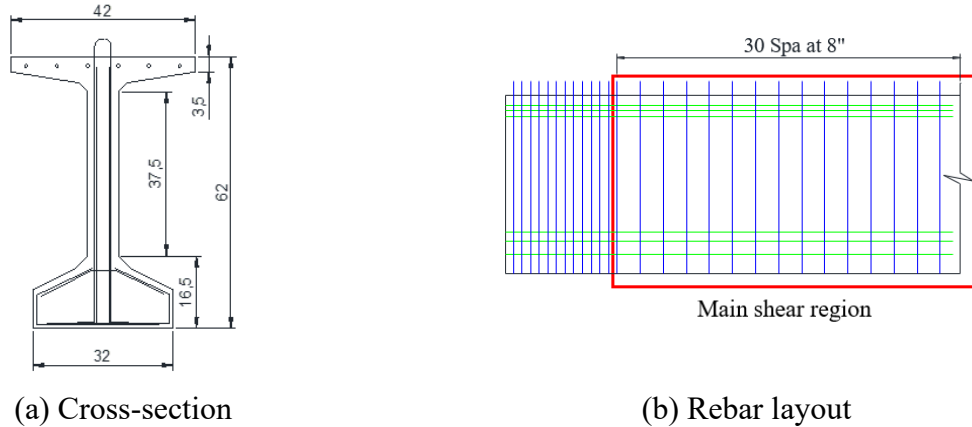 42
3,5
37,5
62
16,5
32
(a) Cross-section
30 Spa at 8"
Main shear region
(b) Rebar layout